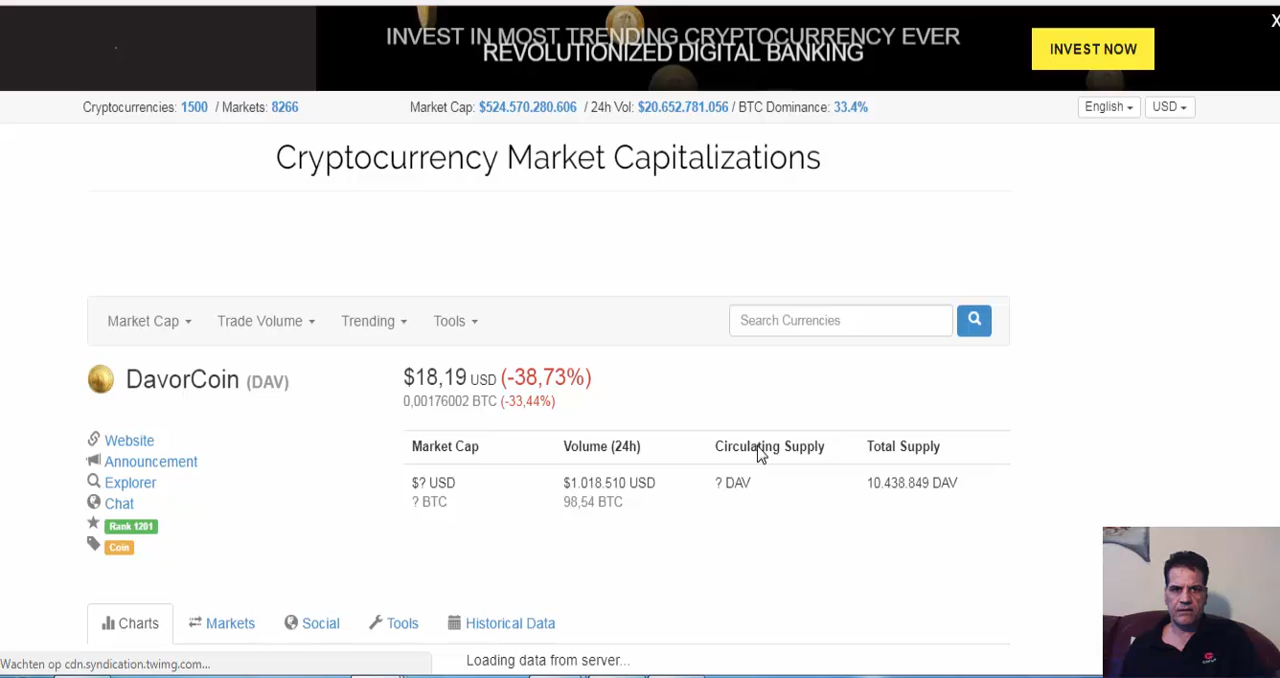 X
INVEST IN MOST TRENDING CRYPTOCURRENCY EVER
REVOLUTIONIZED DIGITAL BANKING
INVEST NOW
Cryptocurrencies: 1500 / Markets: 8266
Market Cap: $524.570.280.606 / 24h Vol: $20.652.781.056 / BTC Dominance: 33.4%
English
USD
Cryptocurrency Market Capitalizations
Market Cap
Trade Volume
Trending
Tools
Search Currencies
DavorCoin (DAV)
$18,19 USD (-38,73%)
0,00176002 BTC (-33,44%)
Website
Announcement
Explorer
Chat
Rank 1201
Coin
Market Cap Volume (24h) Circulating Supply Total Supply
$? USD $1.018.510 USD ? DAV 10.438.849 DAV
? BTC 98,54 BTC
Charts
Markets
Social
Tools
Historical Data
Loading data from server...
Wachten op cdn.syndication.twimg.com...